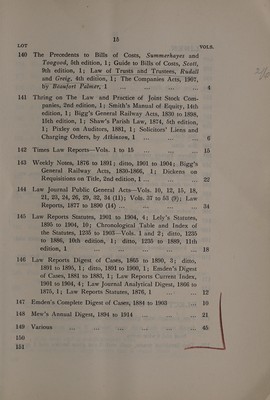 15
LOT VOLS.
140 The Precedents to Bills of Costs, Summerhayes and
Toogood, 5th edition, 1; Guide to Bills of Costs, Scott,
9th edition, 1; Law of Trusts and Trustees, Rudall
and Greig, 4th edition, 1; The Companies Acts, 1907,
by Beaufort Palmer, 1 ... 4
141 Thring on The Law and Practice of Joint Stock Com-
panies, 2nd edition, 1; Smith's Manual of Equity, 14th
edition, 1; Bigg's General Railway Acts, 1830 to 1898,
15th edition, 1; Shaw's Parish Law, 1874, 5th edition,
1; Pixley on Auditors, 1881, 1; Solicitors' Liens and
Charging Orders, by Atkinson, 1 ... 6
142 Times Law Reports—Vols. 1 to 15 ... 15
143 Weekly Notes, 1876 to 1891; ditto, 1901 to 1904; Bigg's
General Railway Acts, 1830-1906, 1; Dickens on
Requisitions on Title, 2nd edition, 1 ... 22
144 Law Journal Public General Acts—Vols. 10, 12, 15, 18,
21, 23, 24, 26, 29, 32, 34 (11); Vols. 37 to 53 (9); Law
Reports, 1877 to 1890 (14) ... 34
145 Law Reports Statutes, 1901 to 1904, 4; Lely's Statutes,
1895 to 1904, 10; Chronological Table and Index of
the Statutes, 1235 to 1903—Vols. 1 and 2; ditto, 1235
to 1886, 10th edition, 1; ditto, 1235 to 1889, 11th
edition, 1 ... 18
146 Law Reports Digest of Cases, 1865 to 1890, 3; ditto,
1891 to 1895, 1; ditto, 1891 to 1900, 1; Emden's Digest
of Cases, 1881 to 1883, 1; Law Reports Current Index,
1901 to 1904, 4; Law Journal Analytical Digest, 1866 to
1875, 1; Law Reports Statutes, 1876, 1 ... 12
147 Emden's Complete Digest of Cases, 1884 to 1903 ... 10
148 Mew's Annual Digest, 1894 to 1914 ... 21
149 Various ... 48
150
151